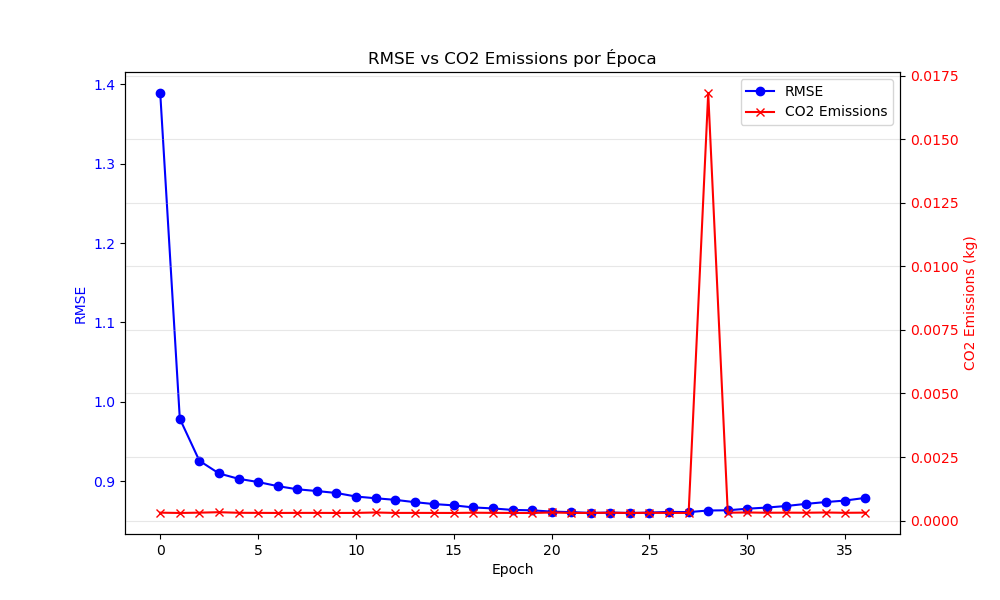 RMSE vs CO2 Emissions por Época
RMSE
CO2 Emissions
1.4
1.3
1.2
1.1
1.0
0.9
RMSE
0.0175
0.0150
0.0125
0.0100
0.0075
0.0050
0.0025
0.0000
CO2 Emissions (kg)
0 5 10 15 20 25 30 35
Epoch